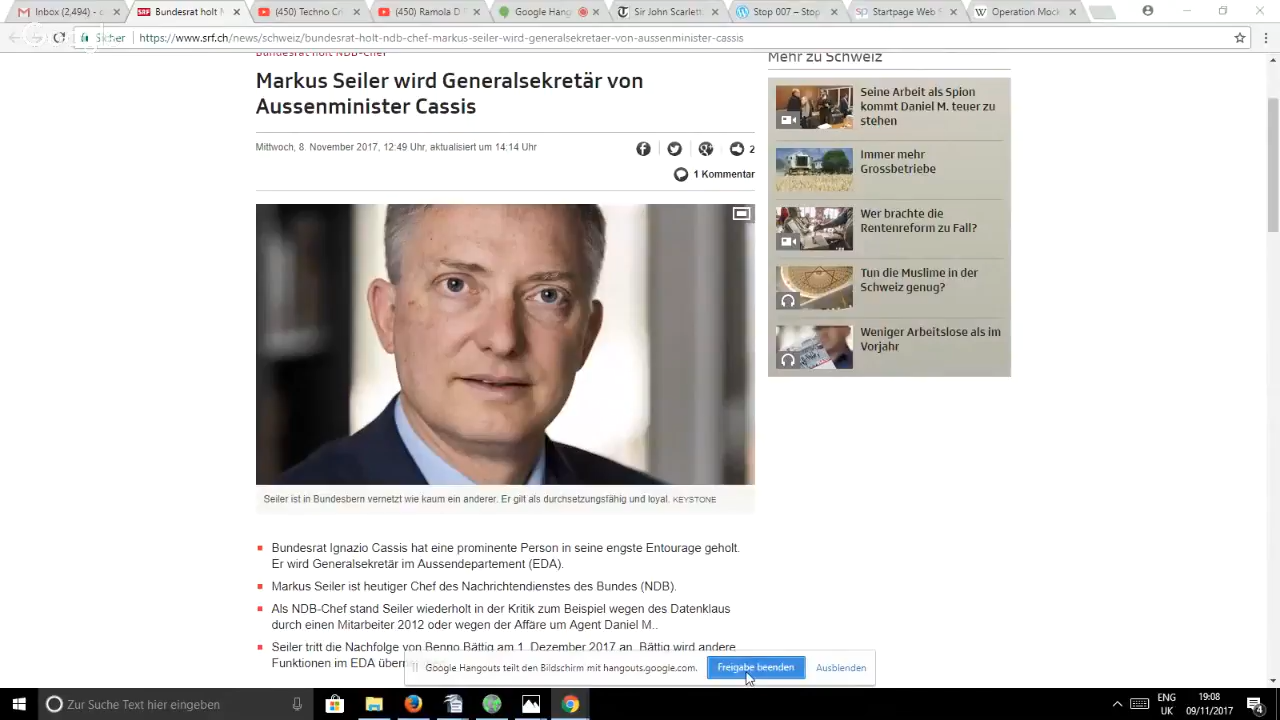 Inbox (2,494) - c
Bundesrat holt M
(450) Techno Cri
(450) Ramola D S
Google Hang
Sir John Scarlett
Stop 007 – Stop
Startpage Web S
Operation Mock
https://www.srf.ch/news/schweiz/bundesrat-holt-ndb-chef-markus-seiler-wird-generalsekretaer-von-aussenminister-cassis
Bundesrat holt NDB-Chef
Markus Seiler wird Generalsekretär von
Aussenminister Cassis
Mittwoch, 8. November 2017, 12:49 Uhr, aktualisiert um 14:14 Uhr
2
1 Kommentar
Seiler ist in Bundesbern vernetzt wie kaum ein anderer. Er gilt als durchsetzungsfähig und loyal. KEYSTONE
Bundesrat Ignazio Cassis hat eine prominente Person in seine engste Entourage geholt.
Er wird Generalsekretär im Aussendepartement (EDA).
Markus Seiler ist heutiger Chef des Nachrichtendienstes des Bundes (NDB).
Als NDB-Chef stand Seiler wiederholt in der Kritik zum Beispiel wegen des Datenklaus
durch einen Mitarbeiter 2012 oder wegen der Affäre um Agent Daniel M..
Seiler tritt die Nachfolge von Benno Bättig am 1. Dezember 2017 an. Bättig wird andere
Funktionen im EDA
Mehr zu Schweiz
Seine Arbeit als Spion
kommt Daniel M. teuer zu
stehen
Immer mehr
Grossbetriebe
Wer brachte die
Rentenreform zu Fall?
Tun die Muslime in der
Schweiz genug?
Weniger Arbeitslose als im
Vorjahr
Google Hangouts teilt den Bildschirm mit hangouts.google.com.
Freigabe beenden
Ausblenden
Zur Suche Text hier eingeben
ENG
UK
19:08
09/11/2017
4